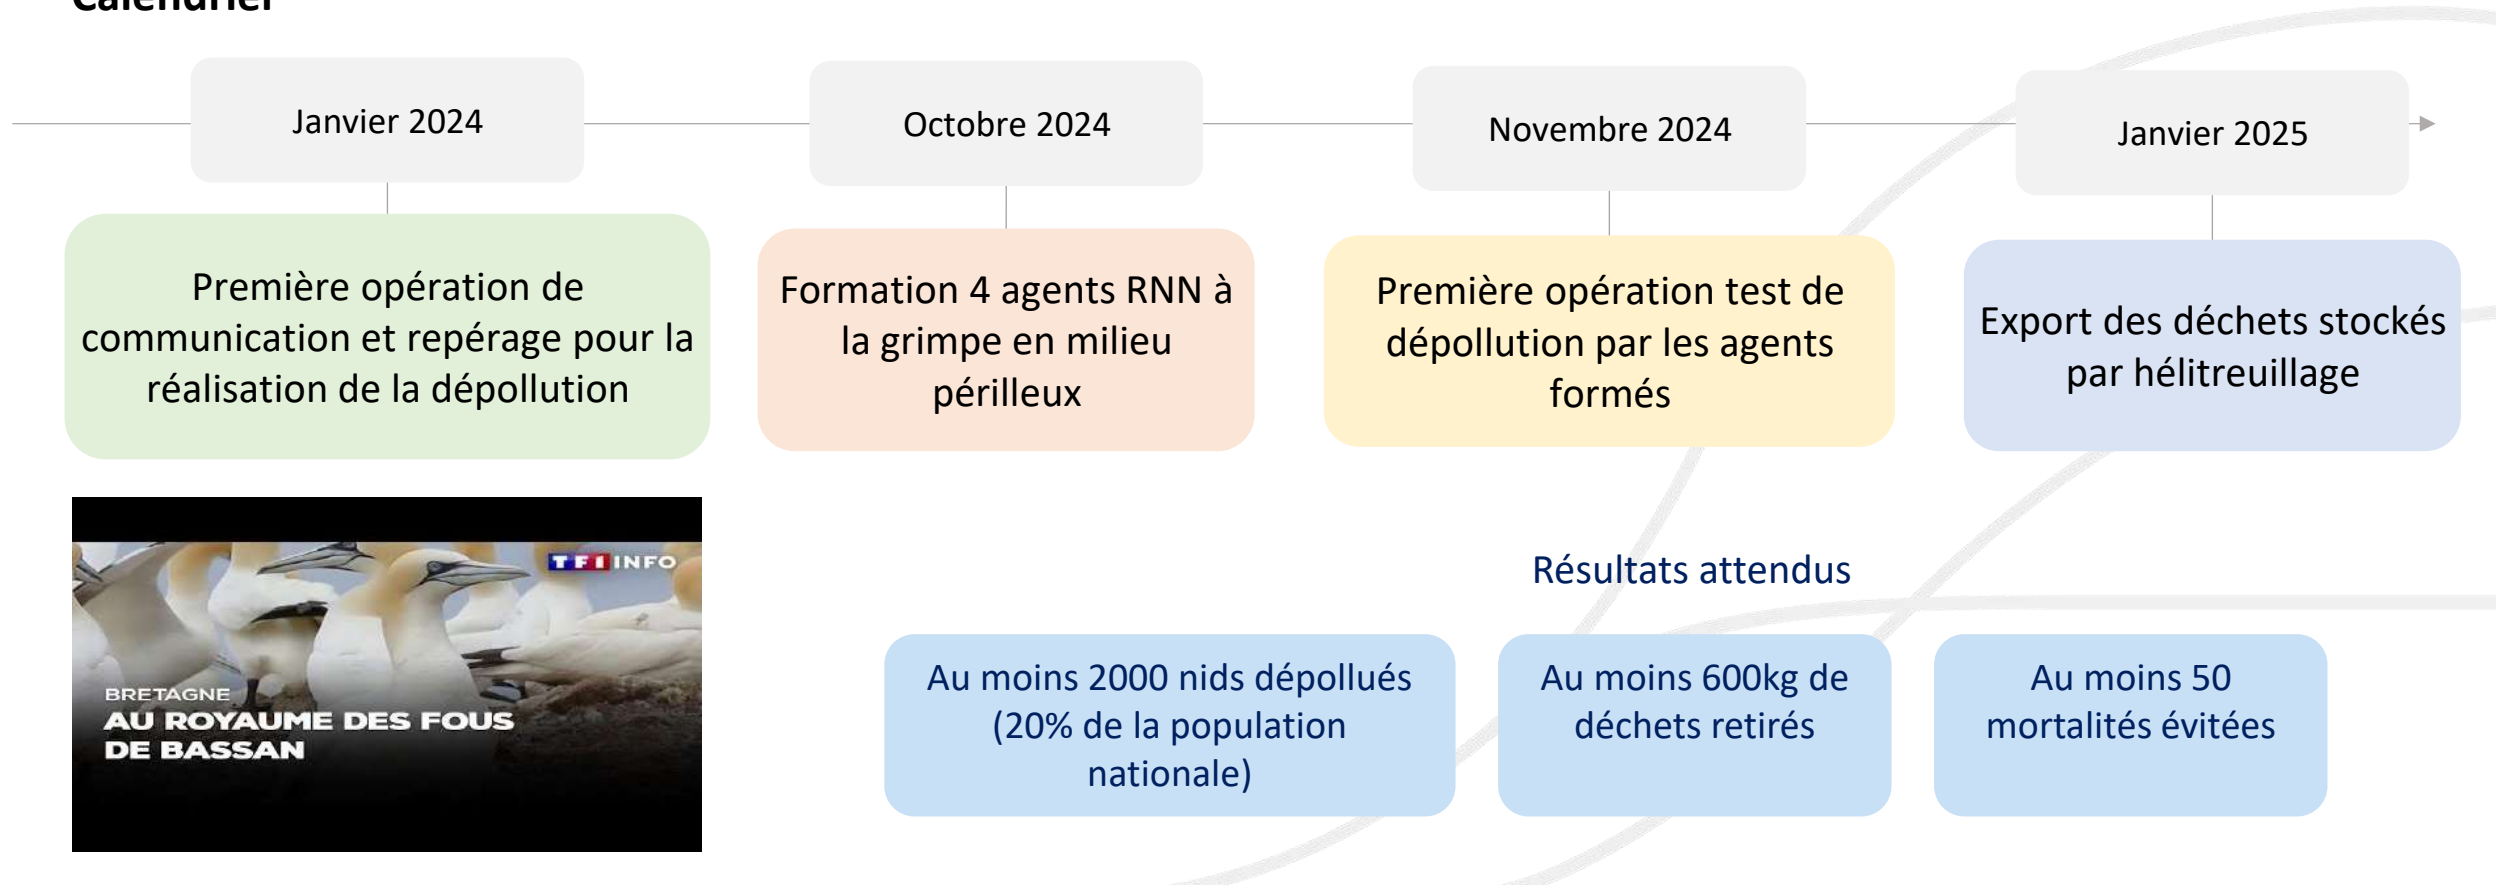 Calendrier
Janvier 2024
Octobre 2024
Novembre 2024
Janvier 2025
Première opération de
communication et repérage pour la
réalisation de la dépollution
Formation 4 agents RNN à
la grimpe en milieu
périlleux
Première opération test de
dépollution par les agents
formés
Export des déchets stockés
par hélitreuillage
TF1 INFO
BRETAGNE
AU ROYAUME DES FOUS
DE BASSAN
Résultats attendus
Au moins 2000 nids dépollués
(20% de la population
nationale)
Au moins 600kg de
déchets retirés
Au moins 50
mortalités évitées